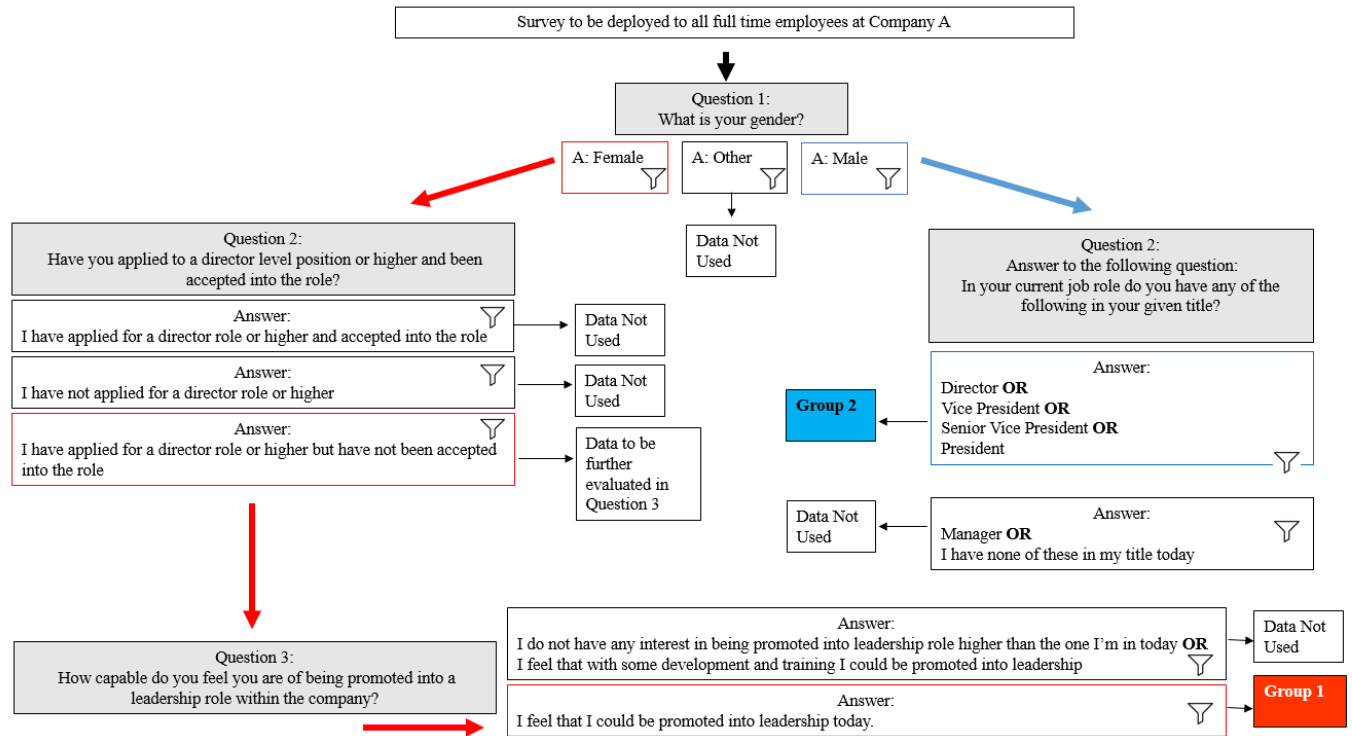 Survey to be deployed to all full time employees at Company A
Question 1:
What is your gender?
A: Female
A: Other
A: Male
Data Not
Used
Question 2:
Have you applied to a director level position or higher and been
accepted into the role?
Answer:
I have applied for a director role or higher and accepted into the role
Data Not
Used
Answer:
I have not applied for a director role or higher
Data Not
Used
Answer:
I have applied for a director role or higher but have not been accepted
into the role
Data to be
further
evaluated in
Question 3
Question 2:
Answer to the following question:
In your current job role do you have any of the
following in your given title?
Answer:
Director OR
Vice President OR
Senior Vice President OR
President
Group 2
Answer:
Manager OR
I have none of these in my title today
Data Not
Used
Question 3:
How capable do you feel you are of being promoted into a
leadership role within the company?
Answer:
I do not have any interest in being promoted into leadership role higher than the one I'm in today OR
I feel that with some development and training I could be promoted into leadership
Data Not
Used
Answer:
I feel that I could be promoted into leadership today.
Group 1